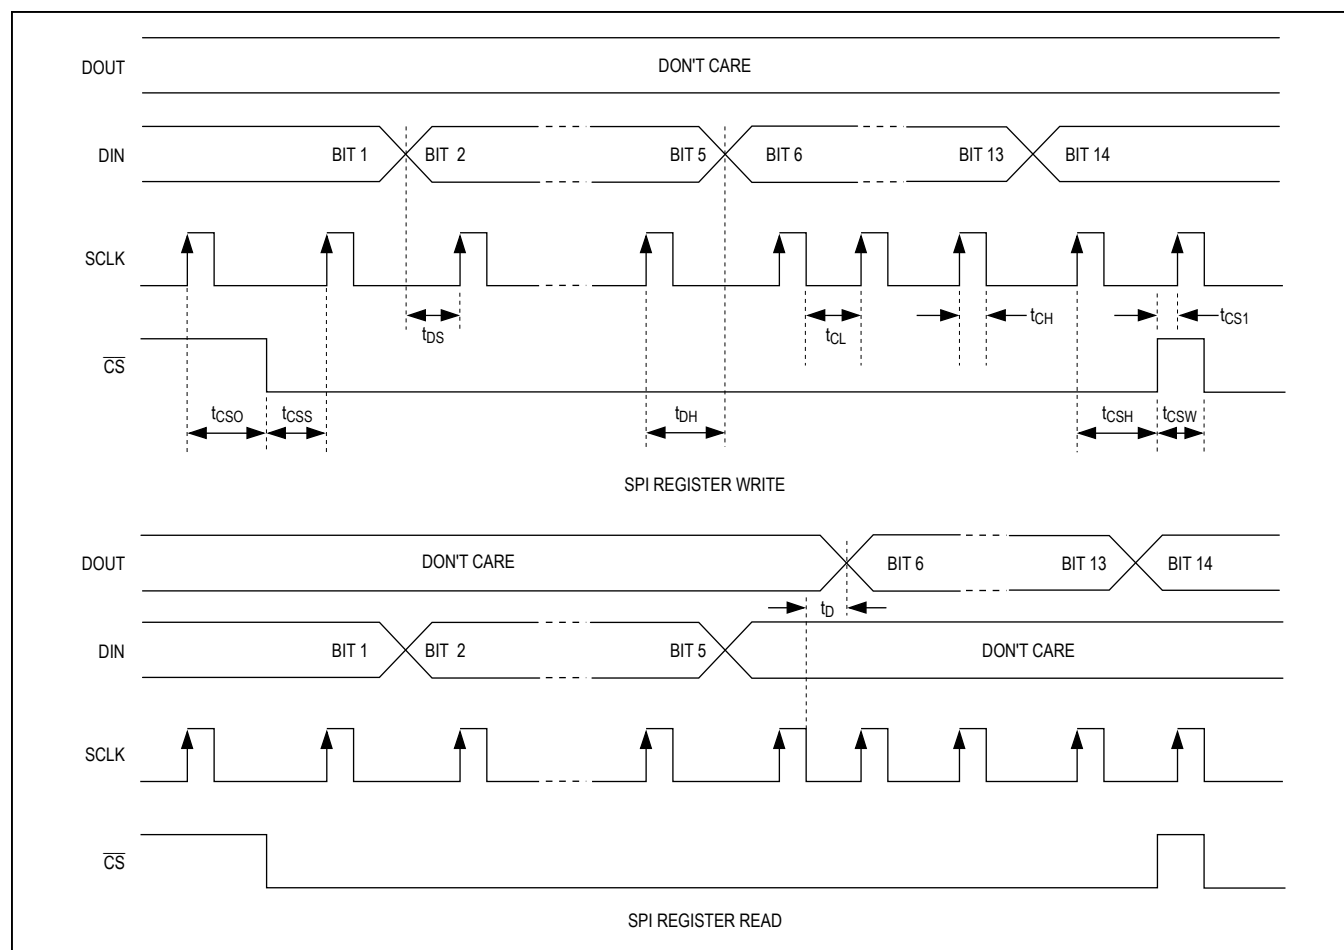 DOUT DON'T CARE
DIN BIT 1 BIT 2 BIT 5 BIT 6 BIT 13 BIT 14
SCLK
tDS tCL tCH tCS1
CS
tCSO tCSS tDH tCSH tCSW
SPI REGISTER WRITE
DOUT DON'T CARE BIT 6 BIT 13 BIT 14
tD
DIN BIT 1 BIT 2 BIT 5 DON'T CARE
SCLK
CS
SPI REGISTER READ